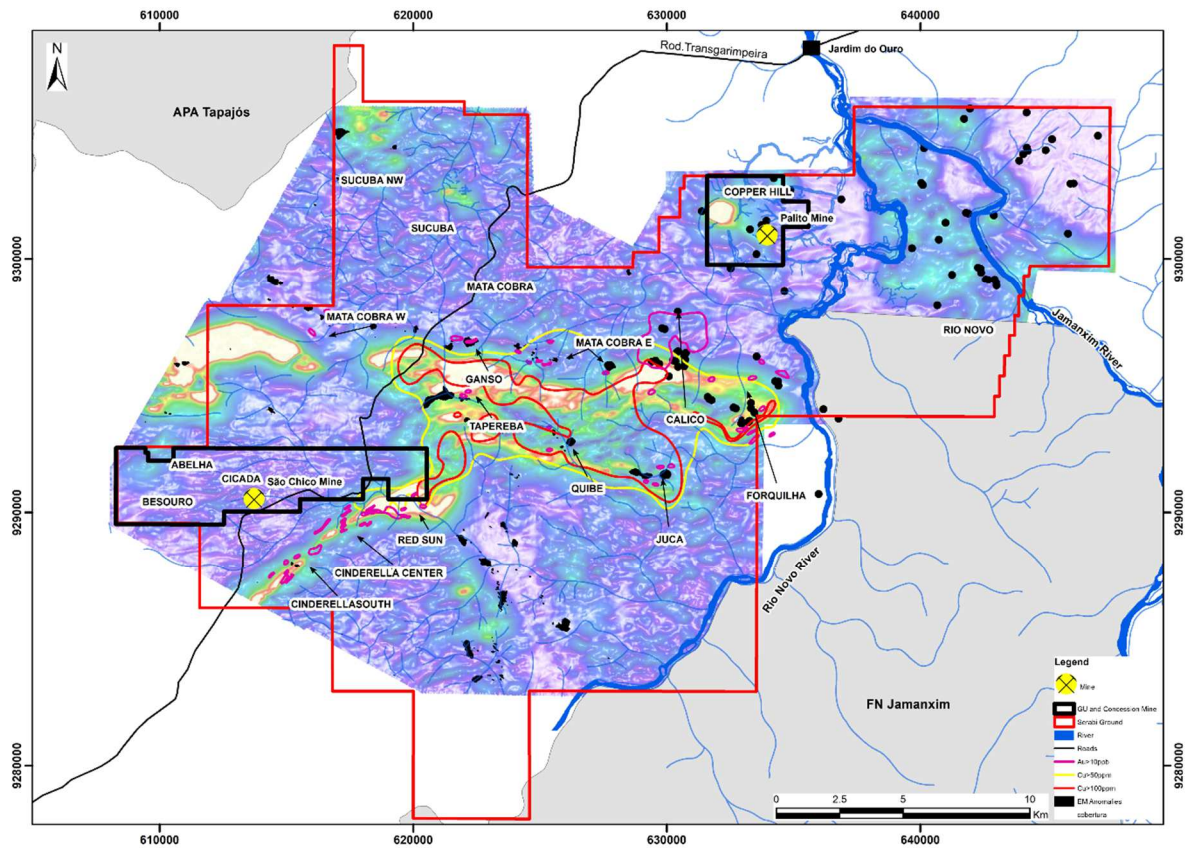 610000
620000
630000
640000
N
Rod.Transgarimpeira
Jardim do Ouro
APA Tapajós
SUCUBA NW
COPPER HILL
Palito Mine
SUCUBA
9300000
9300000
MATA COBRA
MATA COBRA W
RIO NOVO
Jamanxim River
MATA COBRA E
GANSO
CALICO
TAPEREBA
ABELHA
CICADA
São Chico Mine
BESOURO
QUIBE
FORQUILHA
9290000
9290000
RED SUN
JUCA
CINDERELLA CENTER
Rio Novo River
CINDERELLASOUTH
Legend
Mine
GU and Concession Mine
FN Jamanxim
Serabi Ground
River
Roads
9280000
9280000
Au>10ppb
Cu>50ppm
Cu>100ppm
EM Anomalies
cobertura
0 2.5 5 10
Km
610000
620000
630000
640000